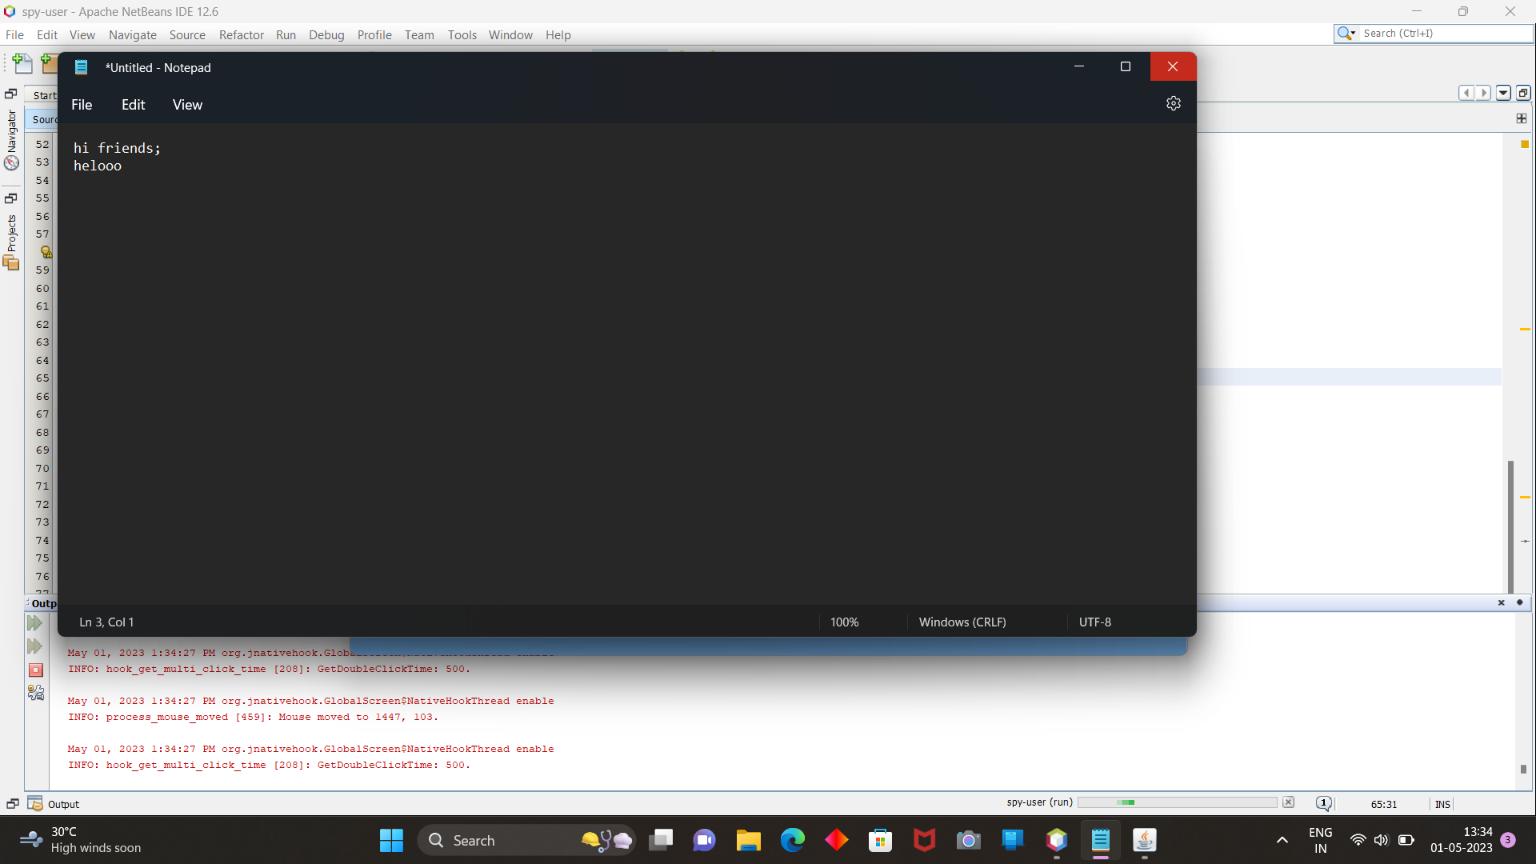 spy-user - Apache NetBeans IDE 12.6
File Edit View Navigate Source Refactor Run Debug Profile Team Tools Window Help
Search (Ctrl+I)
*Untitled - Notepad
File Edit View
Start
Sourc
Navigator
Projects
hi friends;
helooo
52
53
54
55
56
57
59
60
61
62
63
64
65
66
67
68
69
70
71
72
73
74
75
76
Outp
Ln 3, Col 1 100% Windows (CRLF) UTF-8
May 01, 2023 1:34:27 PM org.jnativehook.GlobalScreen$NativeHookThread enable
INFO: hook_get_multi_click_time [208]: GetDoubleClickTime: 500.
May 01, 2023 1:34:27 PM org.jnativehook.GlobalScreen$NativeHookThread enable
INFO: process_mouse_moved [459]: Mouse moved to 1447, 103.
May 01, 2023 1:34:27 PM org.jnativehook.GlobalScreen$NativeHookThread enable
INFO: hook_get_multi_click_time [208]: GetDoubleClickTime: 500.
Output
spy-user (run) 1 65:31 INS
30°C
High winds soon
Search
ENG
IN
13:34
01-05-2023
3